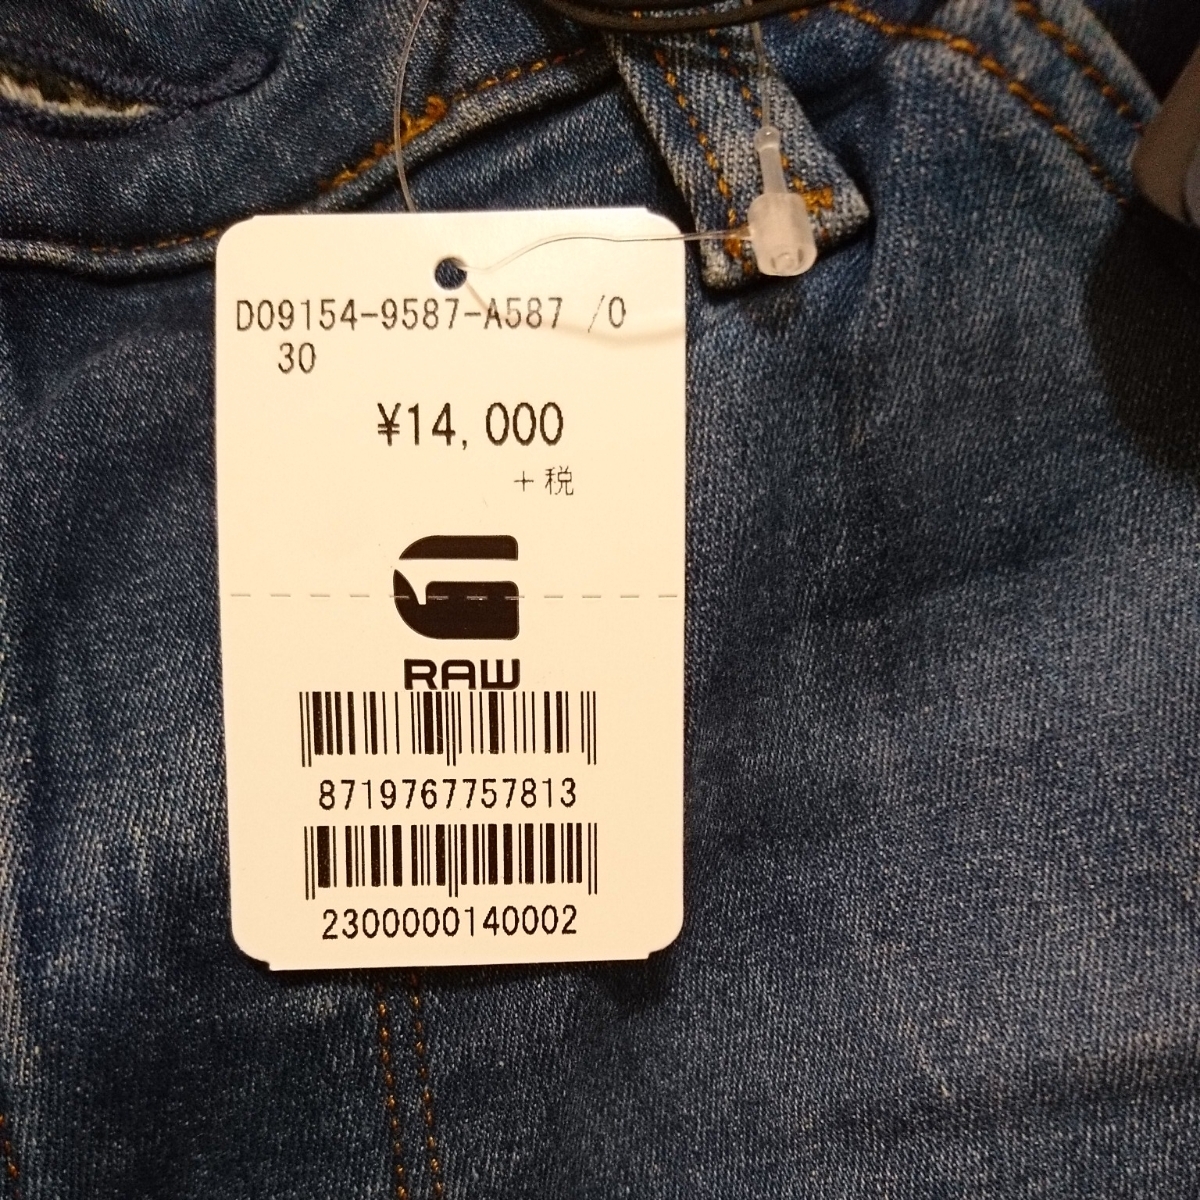 D09154-9587-A587 /0
30
¥14,000
+税
RAW
8719767757813
2300000140002